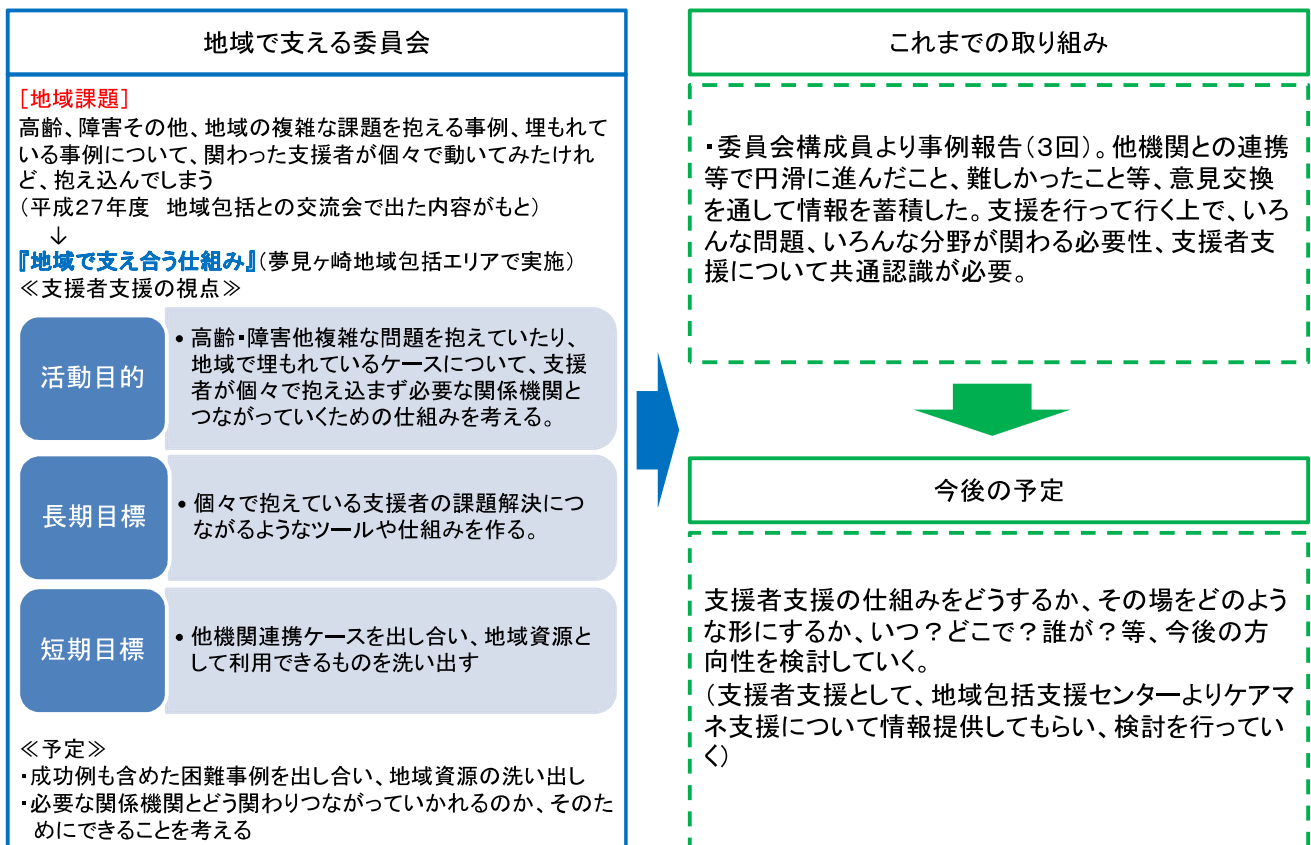 地域で支える委員会
[地域課題]
高齢、障害その他、地域の複雑な課題を抱える事例、埋もれて
いる事例について、関わった支援者が個々で動いてみたけれ
ど、抱え込んでしまう
(平成27年度　地域包括との交流会で出た内容がもと)
↓
『地域で支え合う仕組み』(夢見ヶ崎地域包括エリアで実施)
≪支援者支援の視点≫
活動目的
• 高齢・障害他複雑な問題を抱えていたり、
地域で埋もれているケースについて、支援
者が個々で抱え込まず必要な関係機関と
つながっていくための仕組みを考える。
長期目標
• 個々で抱えている支援者の課題解決につ
ながるようなツールや仕組みを作る。
短期目標
• 他機関連携ケースを出し合い、地域資源と
して利用できるものを洗い出す
≪予定≫
・成功例も含めた困難事例を出し合い、地域資源の洗い出し
・必要な関係機関とどう関わりつながっていかれるのか、そのた
めにできることを考える
これまでの取り組み
・委員会構成員より事例報告(3回)。他機関との連携
等で円滑に進んだこと、難しかったこと等、意見交換
を通して情報を蓄積した。支援を行って行く上で、いろ
んな問題、いろんな分野が関わる必要性、支援者支
援について共通認識が必要。
今後の予定
支援者支援の仕組みをどうするか、その場をどのよう
な形にするか、いつ？どこで？誰が？等、今後の方
向性を検討していく。
(支援者支援として、地域包括支援センターよりケアマ
ネ支援について情報提供してもらい、検討を行ってい
く)